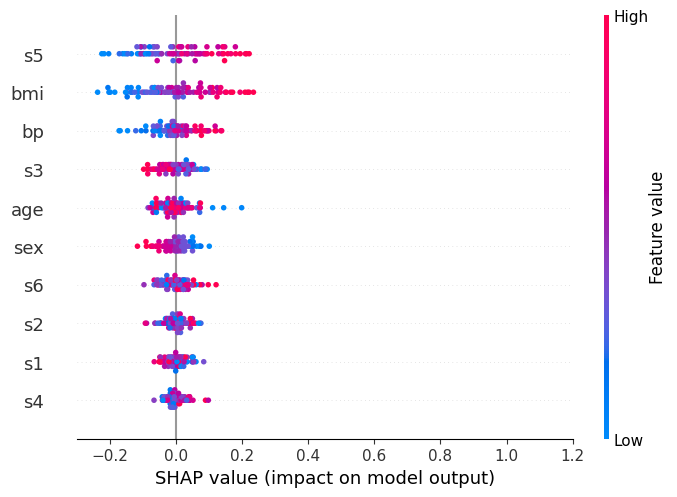 High
s5
bmi
bp
s3
age
sex
s6
s2
s1
s4
Feature value
Low
−0.2 0.0 0.2 0.4 0.6 0.8 1.0 1.2
SHAP value (impact on model output)